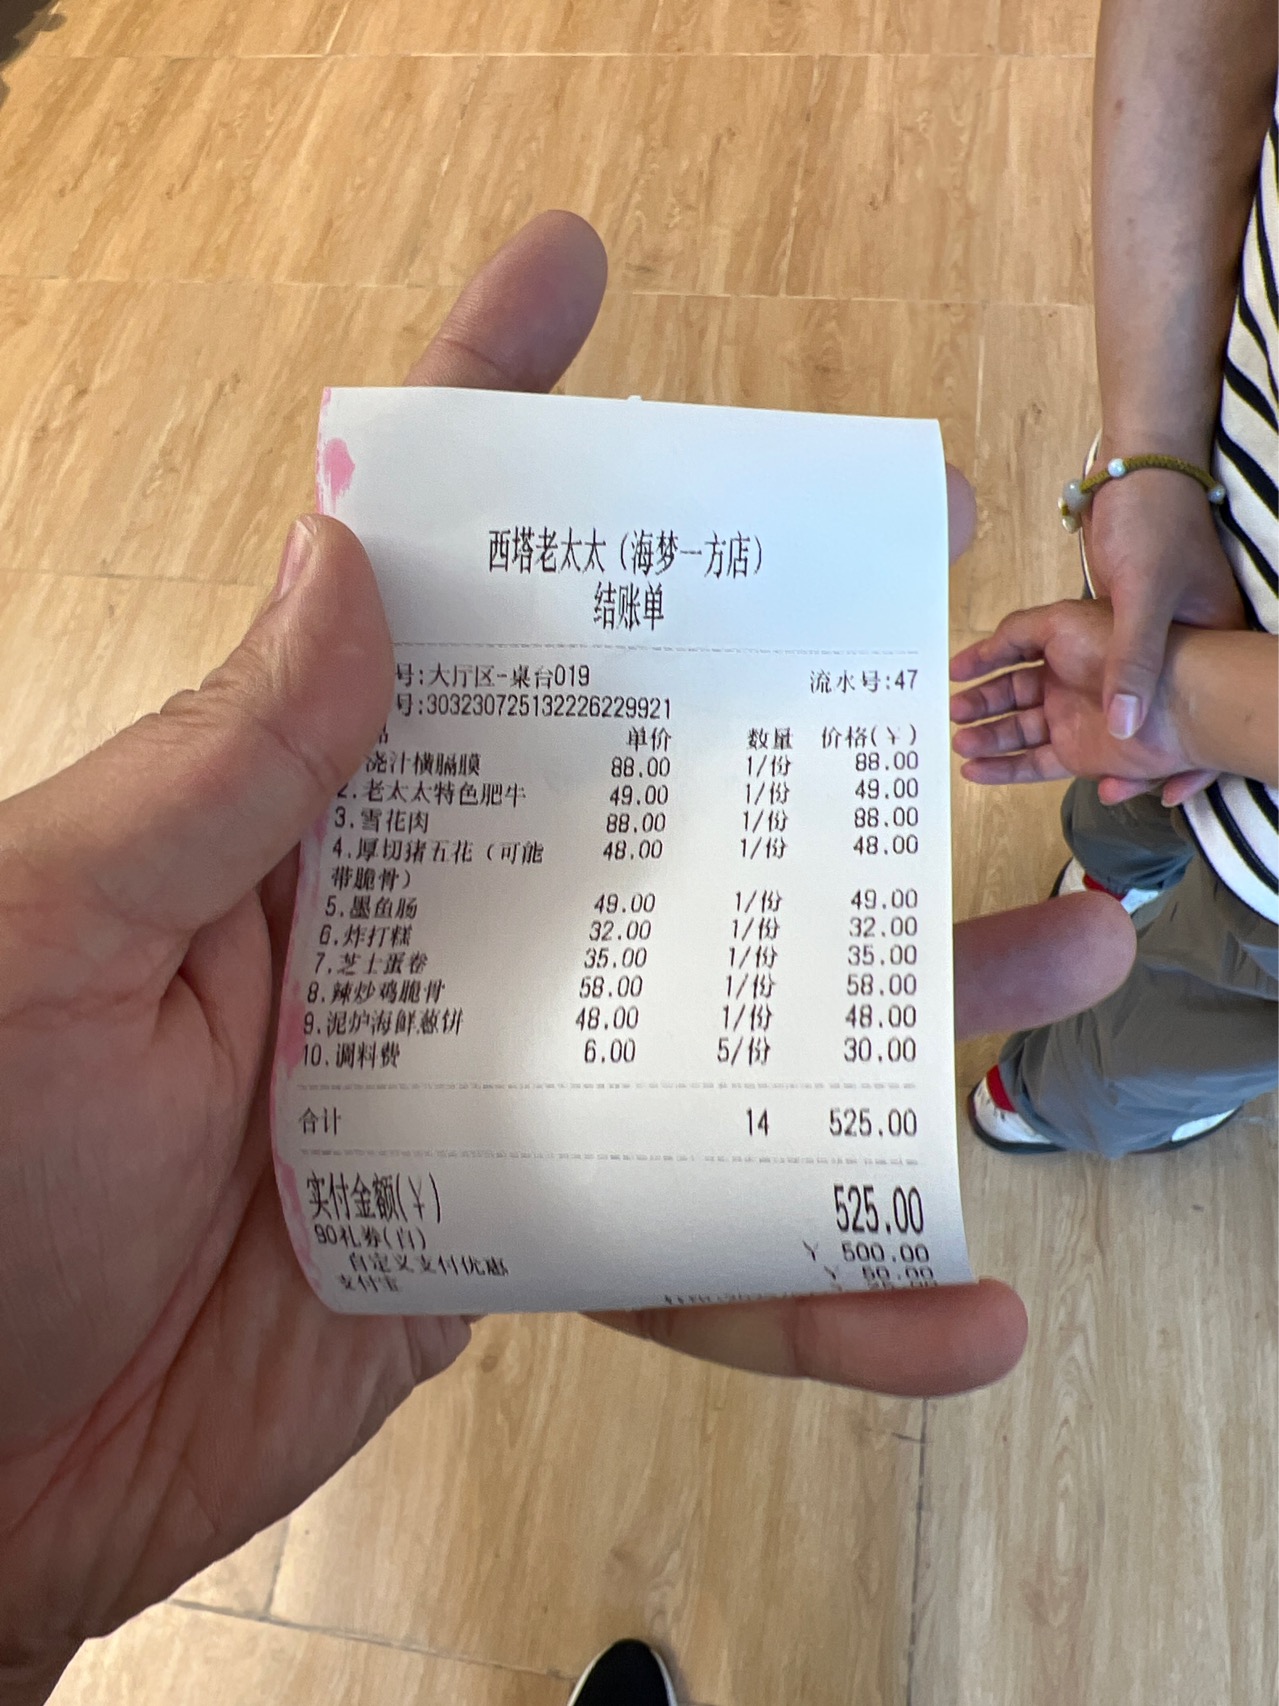 西塔老太太（海梦一方店）
结账单
号:大厅区-桌台019 流水号:47
号:303230725132226229921
品 单价 数量 价格(¥)
浇汁横膈膜 88.00 1/份 88.00
2.老太太特色肥牛 49.00 1/份 49.00
3.雪花肉 88.00 1/份 88.00
4.厚切猪五花（可能 48.00 1/份 48.00
带脆骨）
5.墨鱼肠 49.00 1/份 49.00
6.炸打糕 32.00 1/份 32.00
7.芝士蛋卷 35.00 1/份 35.00
8.辣炒鸡脆骨 58.00 1/份 58.00
9.泥炉海鲜葱饼 48.00 1/份 48.00
10.调料费 6.00 5/份 30.00
合计 14 525.00
实付金额(¥) 525.00
90礼券(自) ¥ 500.00
自定义支付优惠 ¥ 50.00
支付宝